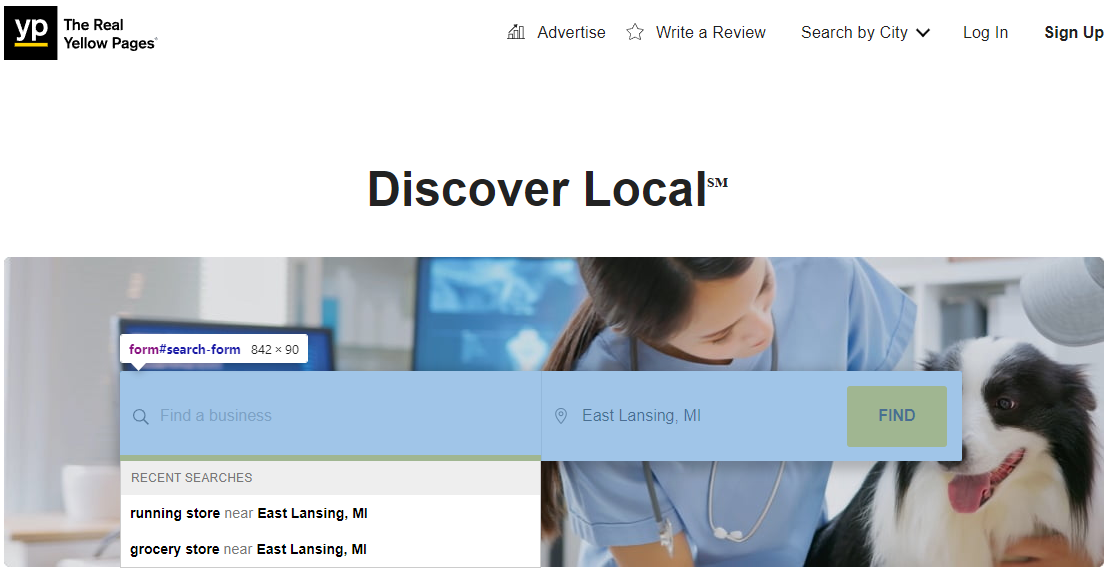 yp The Real
Yellow Pages®
Advertise Write a Review Search by City Log In Sign Up
Discover Local℠
form#search-form 842 × 90
Find a business East Lansing, MI FIND
RECENT SEARCHES
running store near East Lansing, MI
grocery store near East Lansing, MI